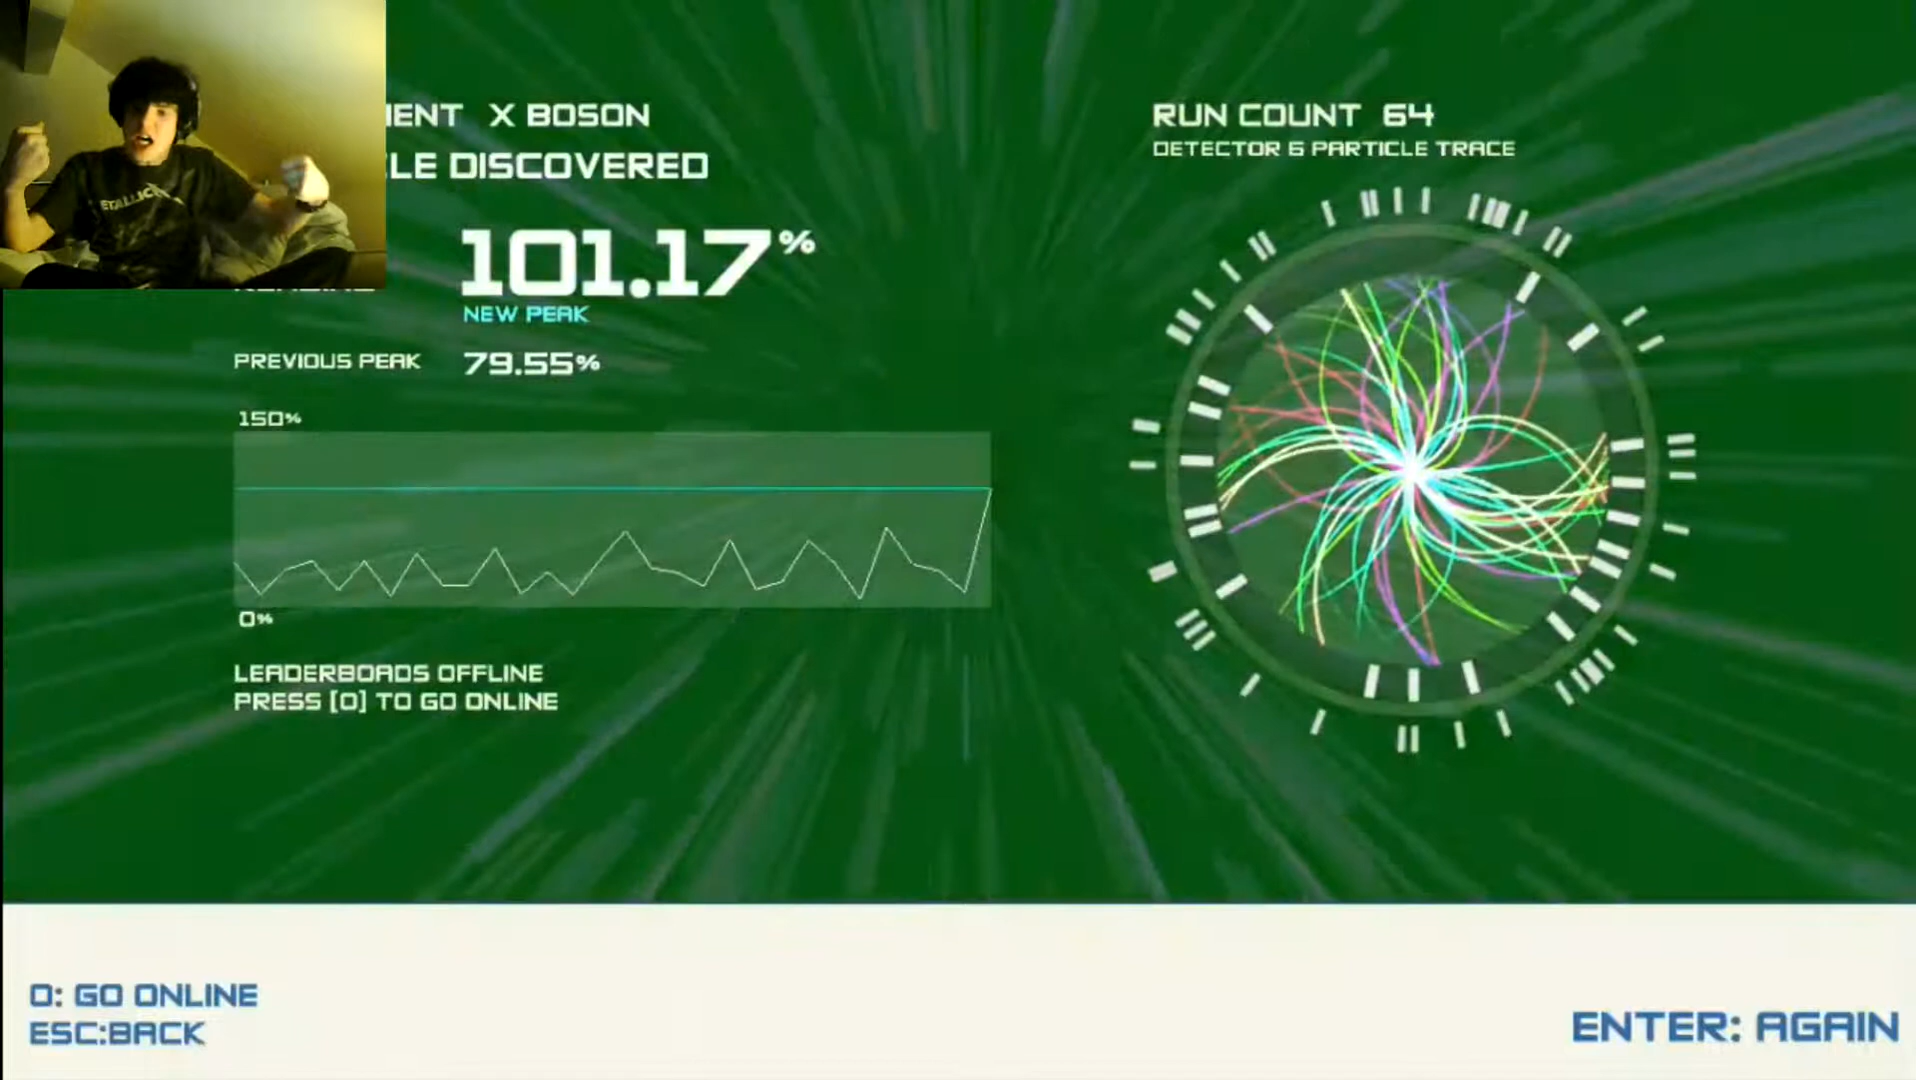 IENT X BOSON
LE DISCOVERED
101.17%
NEW PEAK
PREVIOUS PEAK 79.55%
150%
0%
LEADERBOADS OFFLINE
PRESS [O] TO GO ONLINE
RUN COUNT 64
DETECTOR & PARTICLE TRACE
O: GO ONLINE
ESC:BACK
ENTER: AGAIN